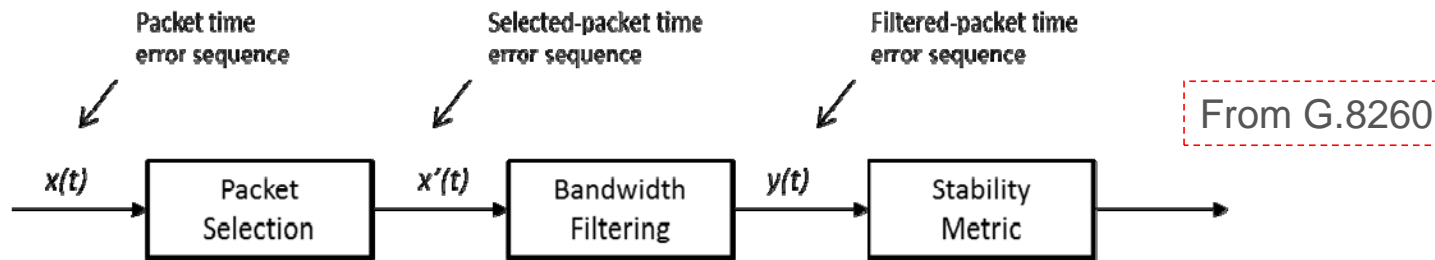 Packet time
error sequence
Selected-packet time
error sequence
Filtered-packet time
error sequence
From G.8260
x(t)
Packet
Selection
x'(t)
Bandwidth
Filtering
y(t)
Stability
Metric